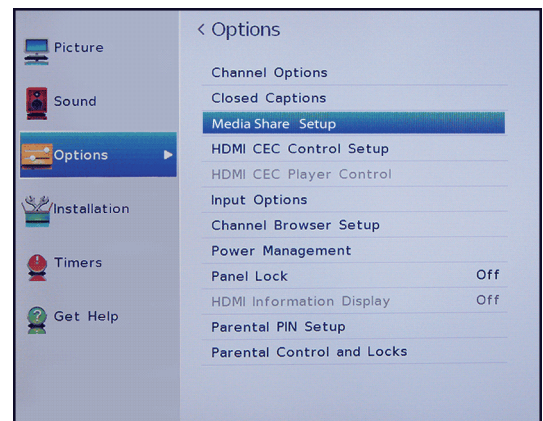 Picture
Sound
Options
Installation
Timers
Get Help
Options
Channel Options
Closed Captions
Media Share Setup
HDMI CEC Control Setup
HDMI CEC Player Control
Input Options
Channel Browser Setup
Power Management
Panel Lock Off
HDMI Information Display Off
Parental PIN Setup
Parental Control and Locks